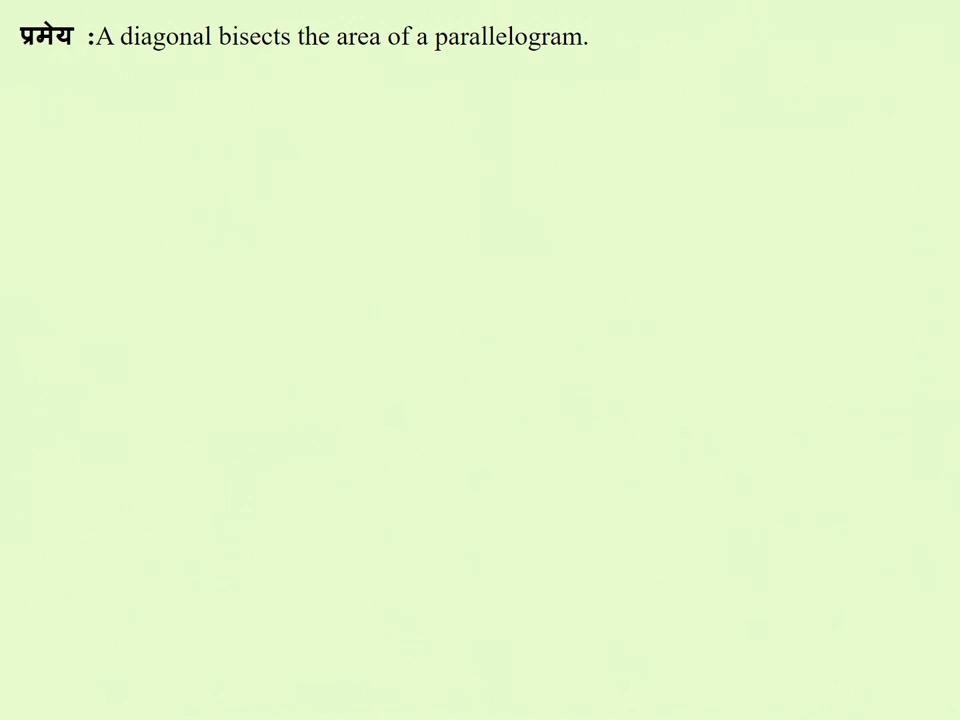 प्रमेय :A diagonal bisects the area of a parallelogram.